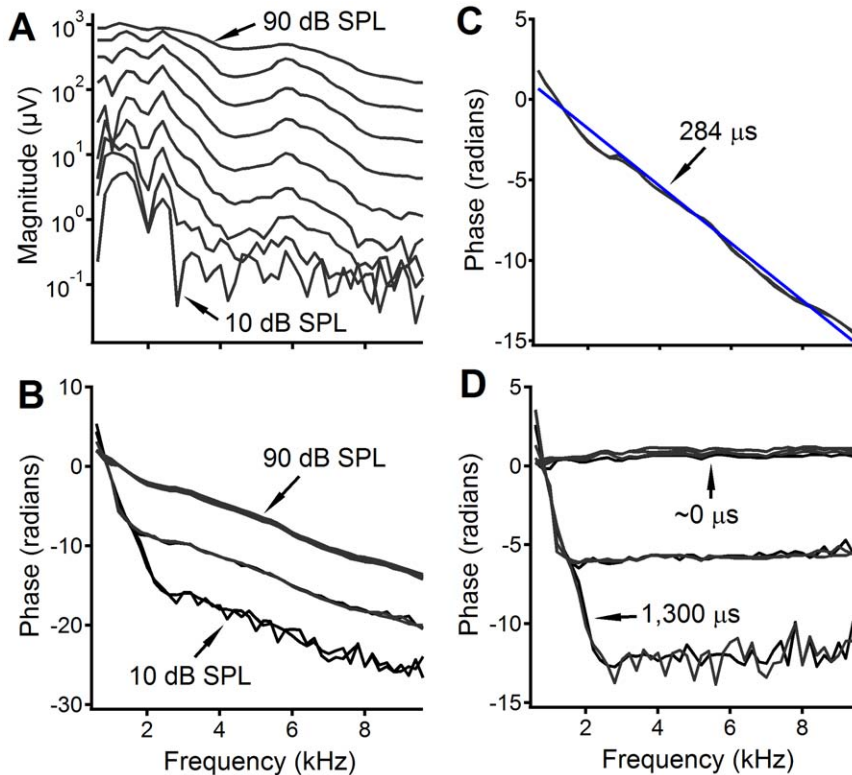 A
10³
10²
10¹
10⁰
10⁻¹
Magnitude (µV)
90 dB SPL
10 dB SPL
B
10
0
-10
-20
-30
Phase (radians)
90 dB SPL
10 dB SPL
2 4 6 8
Frequency (kHz)
C
0
-5
-10
-15
Phase (radians)
284 µs
D
5
0
-5
-10
-15
Phase (radians)
~0 µs
1,300 µs
2 4 6 8
Frequency (kHz)